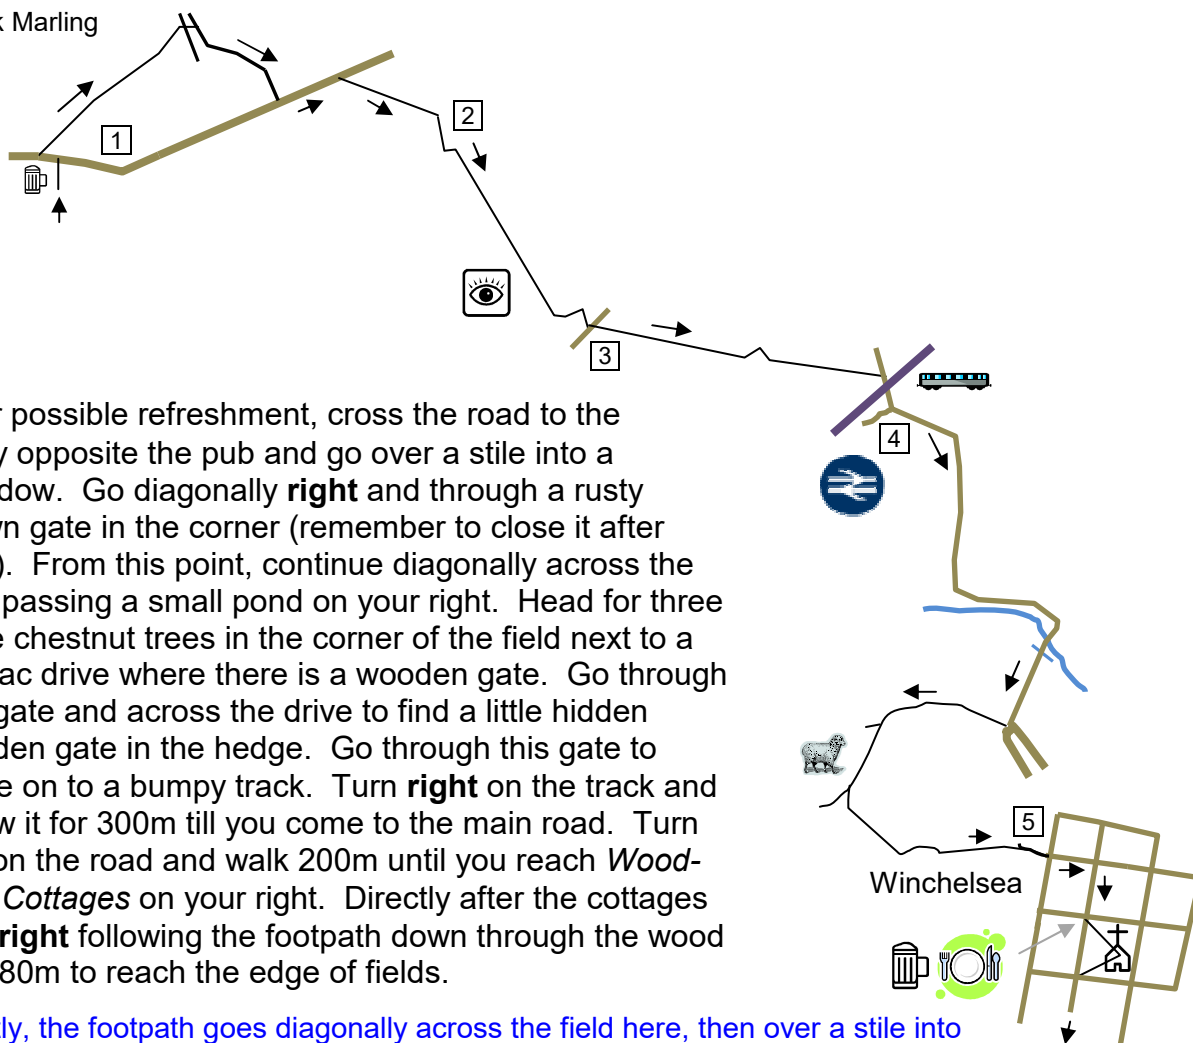 k Marling
1
2
3
4
r possible refreshment, cross the road to the
y opposite the pub and go over a stile into a
dow. Go diagonally right and through a rusty
vn gate in the corner (remember to close it after
). From this point, continue diagonally across the
passing a small pond on your right. Head for three
e chestnut trees in the corner of the field next to a
ac drive where there is a wooden gate. Go through
gate and across the drive to find a little hidden
den gate in the hedge. Go through this gate to
e on to a bumpy track. Turn right on the track and
w it for 300m till you come to the main road. Turn
on the road and walk 200m until you reach Wood-
Cottages on your right. Directly after the cottages
right following the footpath down through the wood
80m to reach the edge of fields.
5
Winchelsea
tly, the footpath goes diagonally across the field here, then over a stile into